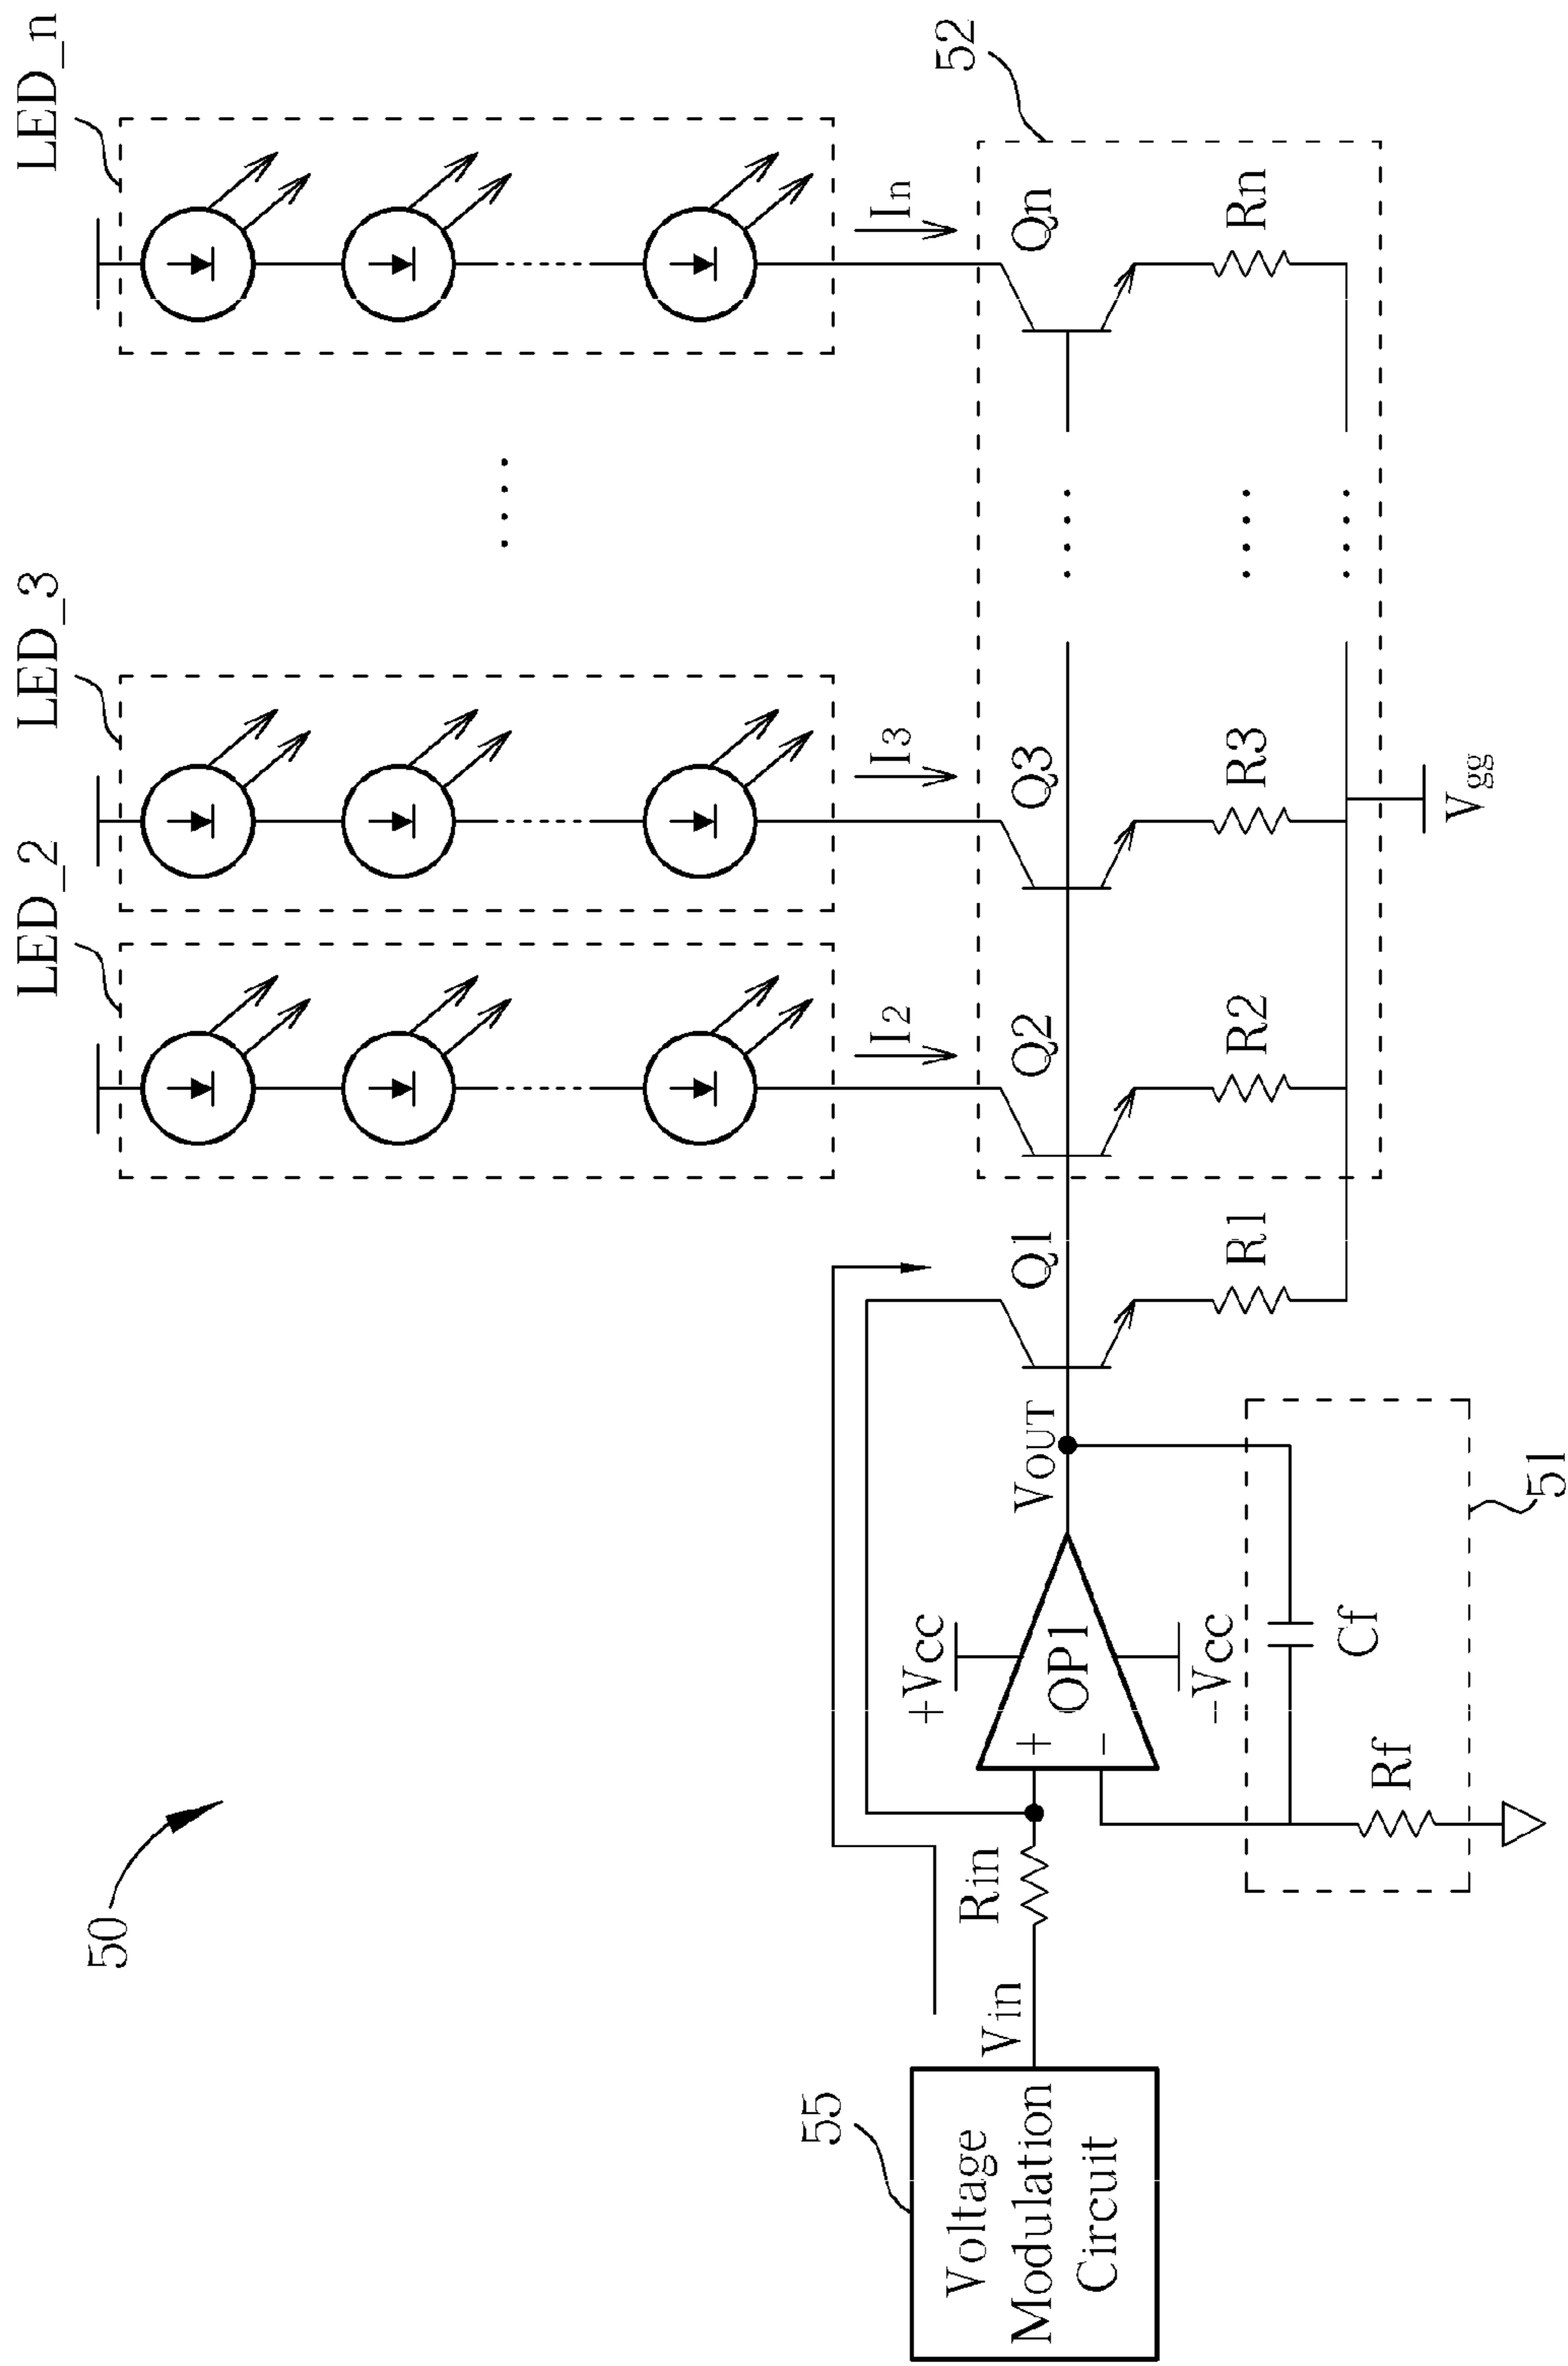 50
LED_2
LED_3
LED_n
I2
I3
In
52
55
Voltage
Modulation
Circuit
Vin
Rin
+Vcc
+
−
OP1
−Vcc
VOUT
Q1
Q2
Q3
Qn
R1
R2
R3
Rn
Rf
Cf
51
Vgg